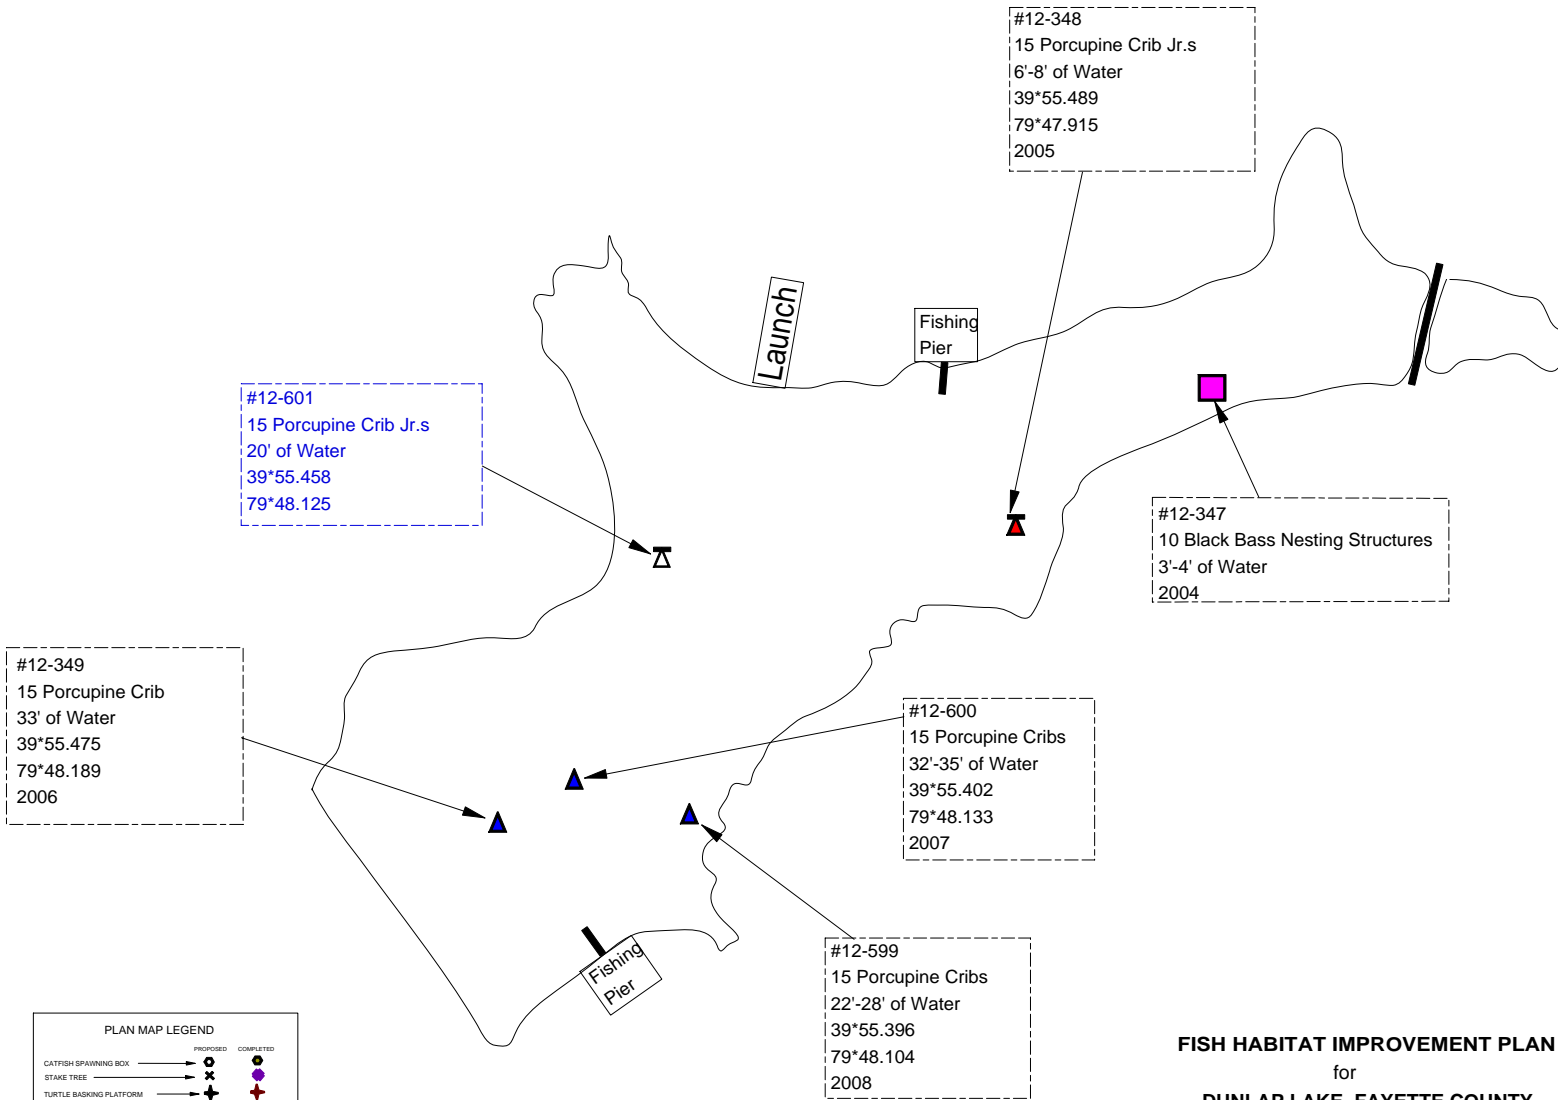 #12-348
15 Porcupine Crib Jr.s
6'-8' of Water
39*55.489
79*47.915
2005
Launch
Fishing
Pier
#12-601
15 Porcupine Crib Jr.s
20' of Water
39*55.458
79*48.125
#12-347
10 Black Bass Nesting Structures
3'-4' of Water
2004
#12-349
15 Porcupine Crib
33' of Water
39*55.475
79*48.189
2006
#12-600
15 Porcupine Cribs
32'-35' of Water
39*55.402
79*48.133
2007
Fishing
Pier
#12-599
15 Porcupine Cribs
22'-28' of Water
39*55.396
79*48.104
2008
PLAN MAP LEGEND
PROPOSED COMPLETED
CATFISH SPAWNING BOX
STAKE TREE
TURTLE BASKING PLATFORM
FISH HABITAT IMPROVEMENT PLAN
for
DUNLAP LAKE, FAYETTE COUNTY